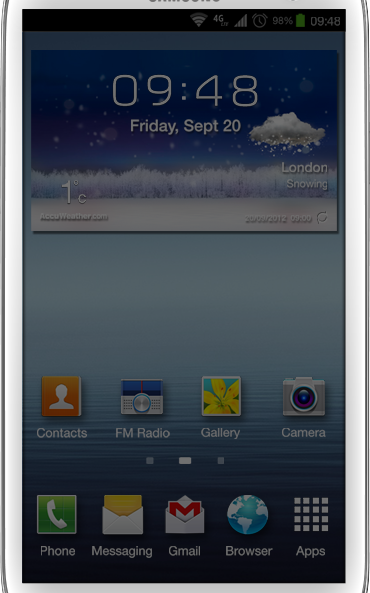 SAMSUNG
4G 98% 09:48
09:48
Friday, Sept 20
London
Snowing
1°c
AccuWeather.com 20/09/2012 09:00
Contacts FM Radio Gallery Camera
Phone Messaging Gmail Browser Apps